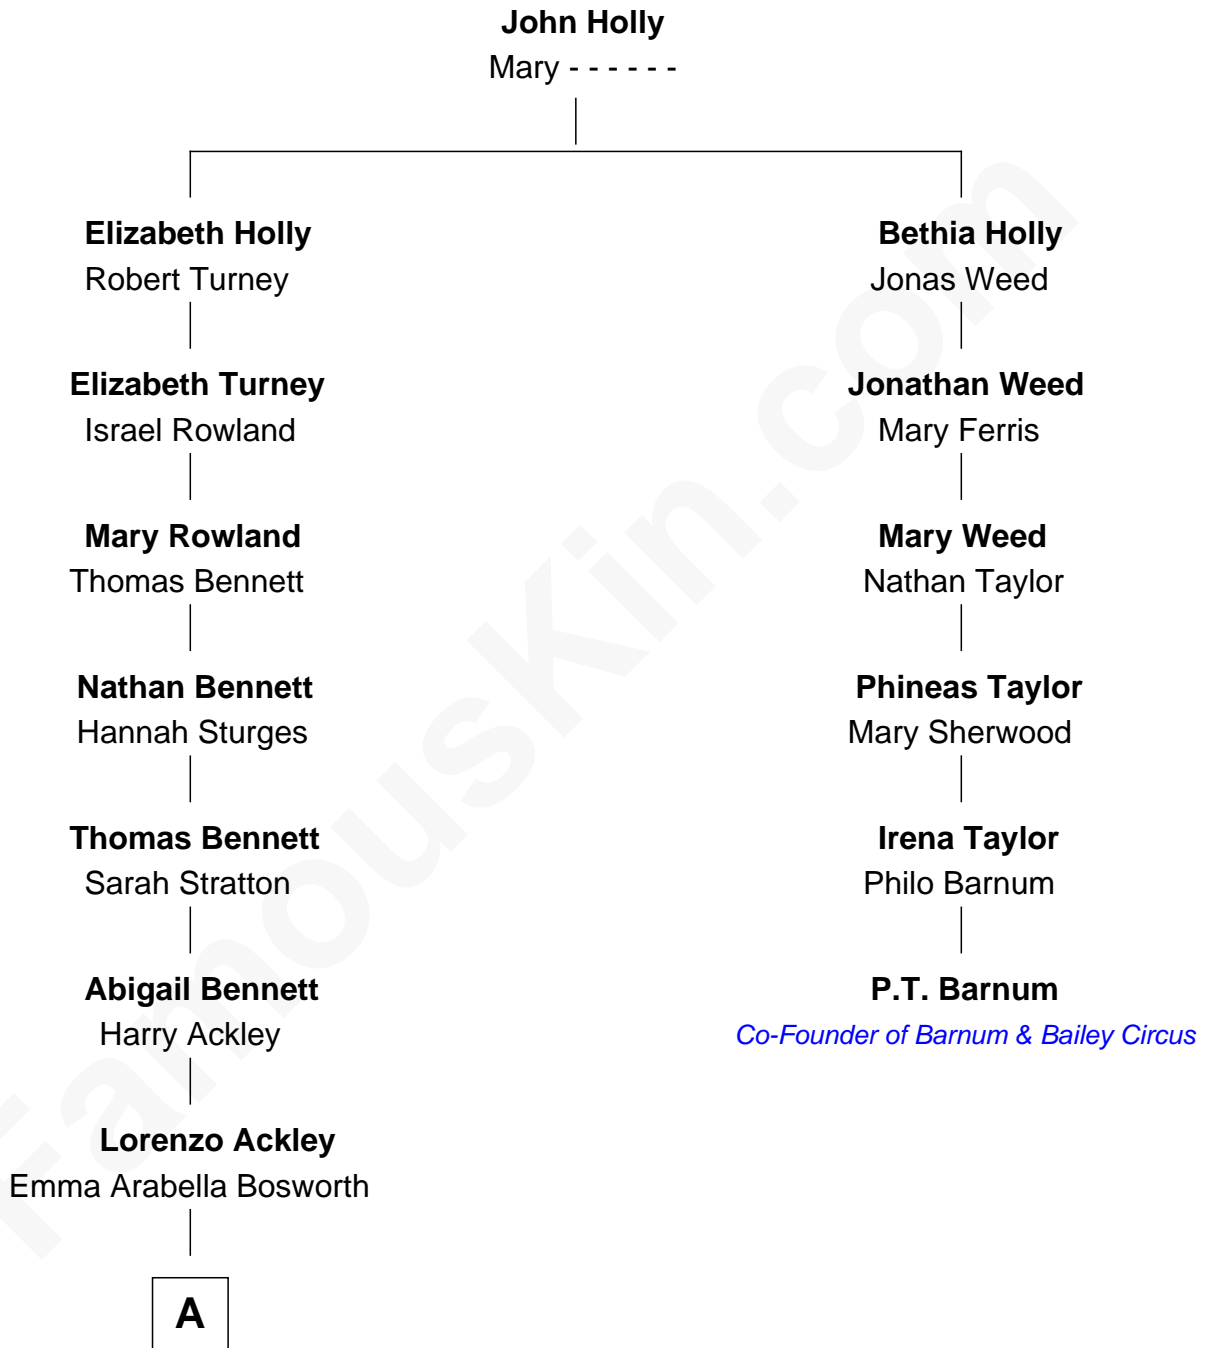 John Holly
Mary - - - - - -
Elizabeth Holly
Robert Turney
Bethia Holly
Jonas Weed
Elizabeth Turney
Israel Rowland
Jonathan Weed
Mary Ferris
Mary Rowland
Thomas Bennett
Mary Weed
Nathan Taylor
Nathan Bennett
Hannah Sturges
Phineas Taylor
Mary Sherwood
Thomas Bennett
Sarah Stratton
Irena Taylor
Philo Barnum
Abigail Bennett
Harry Ackley
P.T. Barnum
Co-Founder of Barnum & Bailey Circus
Lorenzo Ackley
Emma Arabella Bosworth
A
FamousKin.com